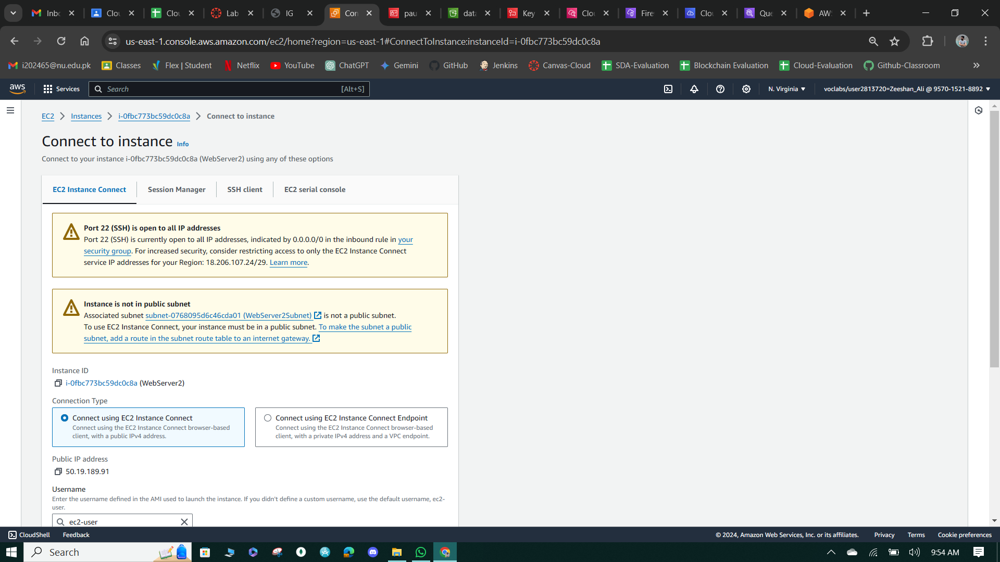 Inbc
Clou
Clou
Lab
IG
Con
pau
data
Key
Clou
Fire
Clou
Que
AWS
us-east-1.console.aws.amazon.com/ec2/home?region=us-east-1#ConnectToInstance:instanceId=i-0fbc773bc59dc0c8a
i202465@nu.edu.pk
Classes
Flex | Student
Netflix
YouTube
ChatGPT
Gemini
GitHub
Jenkins
Canvas-Cloud
SDA-Evaluation
Blockchain Evaluation
Cloud-Evaluation
Github-Classroom
aws
Services
Search
[Alt+S]
N. Virginia
voclabs/user2813720=Zeeshan_Ali @ 9570-1521-8892
EC2
Instances
i-0fbc773bc59dc0c8a
Connect to instance
Connect to instance Info
Connect to your instance i-0fbc773bc59dc0c8a (WebServer2) using any of these options
EC2 Instance Connect
Session Manager
SSH client
EC2 serial console
Port 22 (SSH) is open to all IP addresses
Port 22 (SSH) is currently open to all IP addresses, indicated by 0.0.0.0/0 in the inbound rule in your
security group. For increased security, consider restricting access to only the EC2 Instance Connect
service IP addresses for your Region: 18.206.107.24/29. Learn more.
Instance is not in public subnet
Associated subnet subnet-0768095d6c46cda01 (WebServer2Subnet) is not a public subnet.
To use EC2 Instance Connect, your instance must be in a public subnet. To make the subnet a public
subnet, add a route in the subnet route table to an internet gateway.
Instance ID
i-0fbc773bc59dc0c8a (WebServer2)
Connection Type
Connect using EC2 Instance Connect
Connect using the EC2 Instance Connect browser-based
client, with a public IPv4 address.
Connect using EC2 Instance Connect Endpoint
Connect using the EC2 Instance Connect browser-based
client, with a private IPv4 address and a VPC endpoint.
Public IP address
50.19.189.91
Username
Enter the username defined in the AMI used to launch the instance. If you didn't define a custom username, use the default username, ec2-
user.
ec2-user
CloudShell
Feedback
© 2024, Amazon Web Services, Inc. or its affiliates.
Privacy
Terms
Cookie preferences
Search
9:54 AM